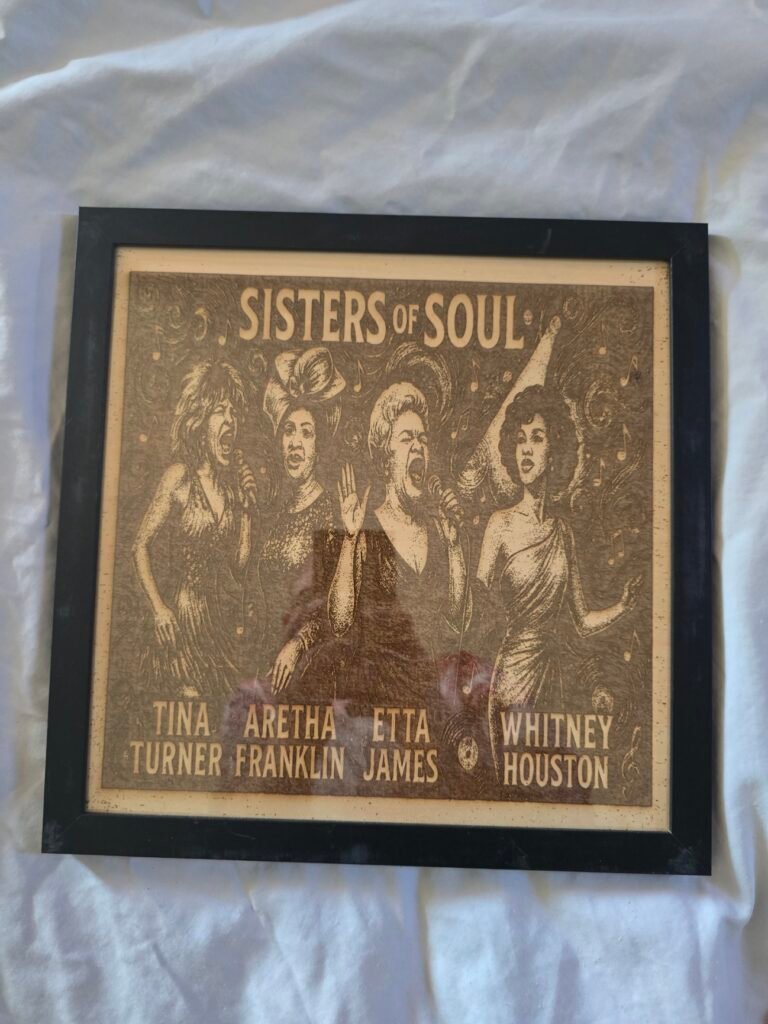 SISTERS OF SOUL
TINA TURNER
ARETHA FRANKLIN
ETTA JAMES
WHITNEY HOUSTON